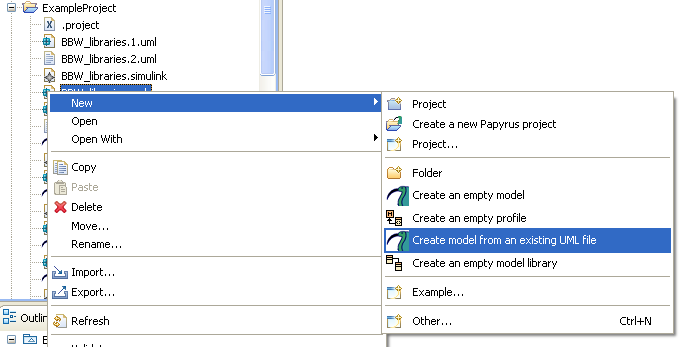 ExampleProject
.project
BBW_libraries.1.uml
BBW_libraries.2.uml
BBW_libraries.simulink
New
Open
Open With
Copy
Paste
Delete
Move...
Rename...
Import...
Export...
Refresh
Project
Create a new Papyrus project
Project...
Folder
Create an empty model
Create an empty profile
Create model from an existing UML file
Create an empty model library
Example...
Other... Ctrl+N
Outlin